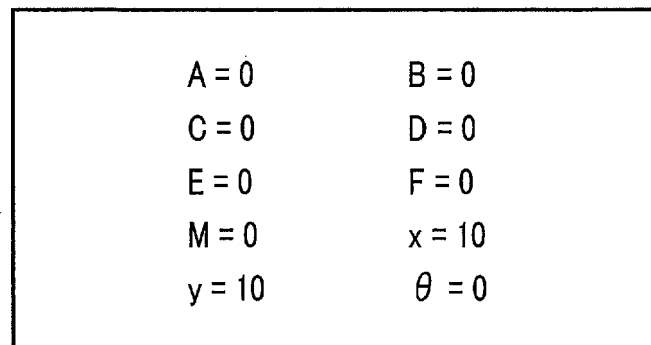 A = 0 B = 0
C = 0 D = 0
E = 0 F = 0
M = 0 x = 10
y = 10 θ = 0